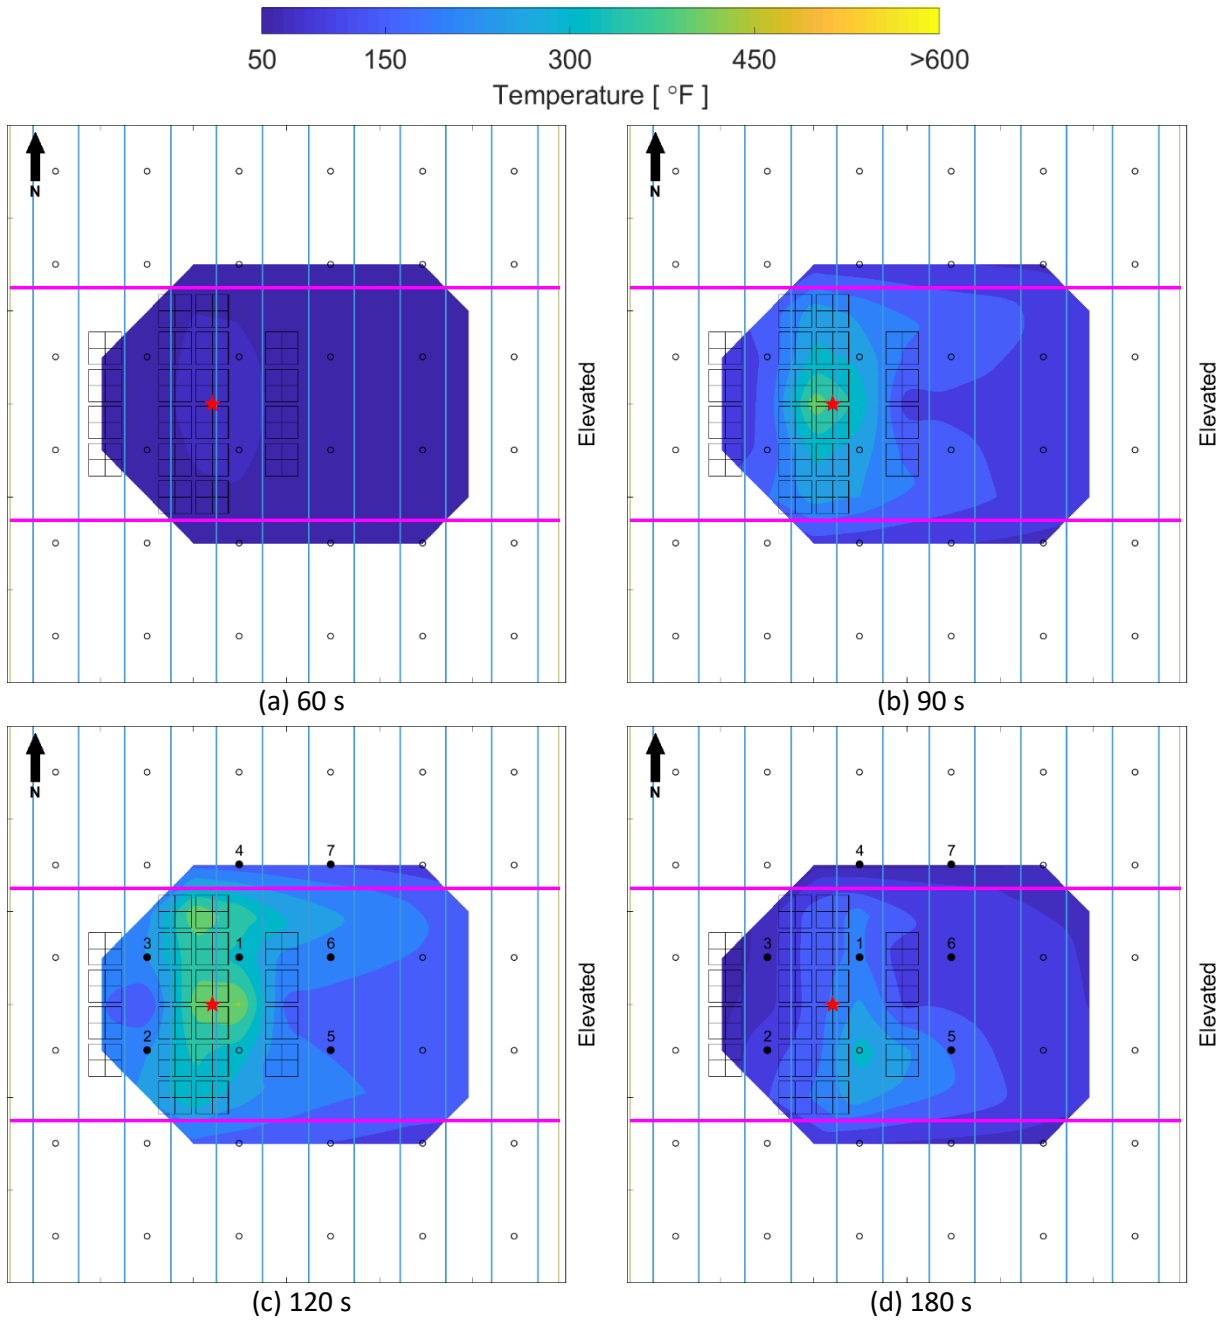 50 150 300 450 >600
Temperature [ °F ]
N
Elevated
N
Elevated
(a) 60 s
(b) 90 s
N
4 7
3 1 6
2 5
Elevated
N
4 7
3 1 6
2 5
Elevated
(c) 120 s
(d) 180 s